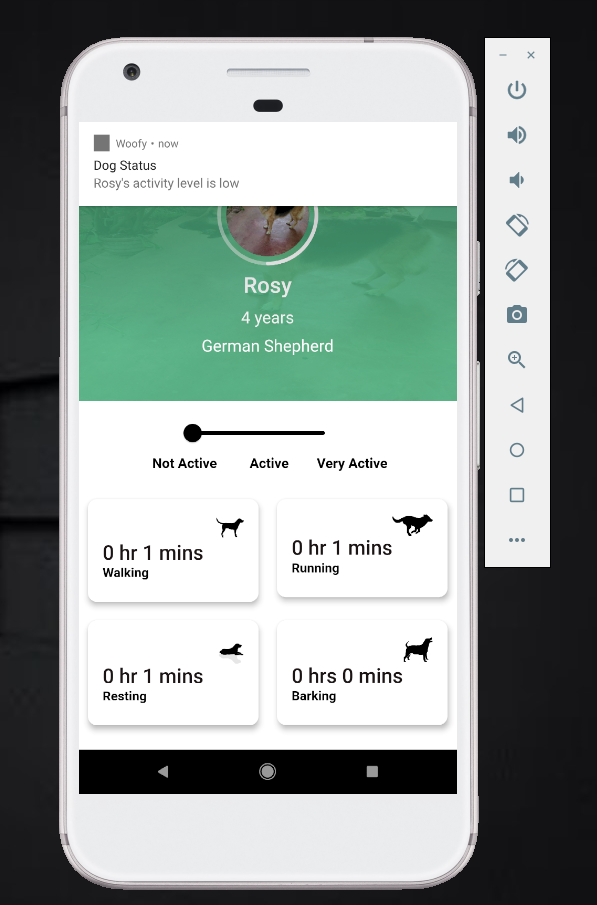 Woofy • now
Dog Status
Rosy's activity level is low
Rosy
4 years
German Shepherd
Not Active Active Very Active
0 hr 1 mins
Walking
0 hr 1 mins
Running
0 hr 1 mins
Resting
0 hrs 0 mins
Barking